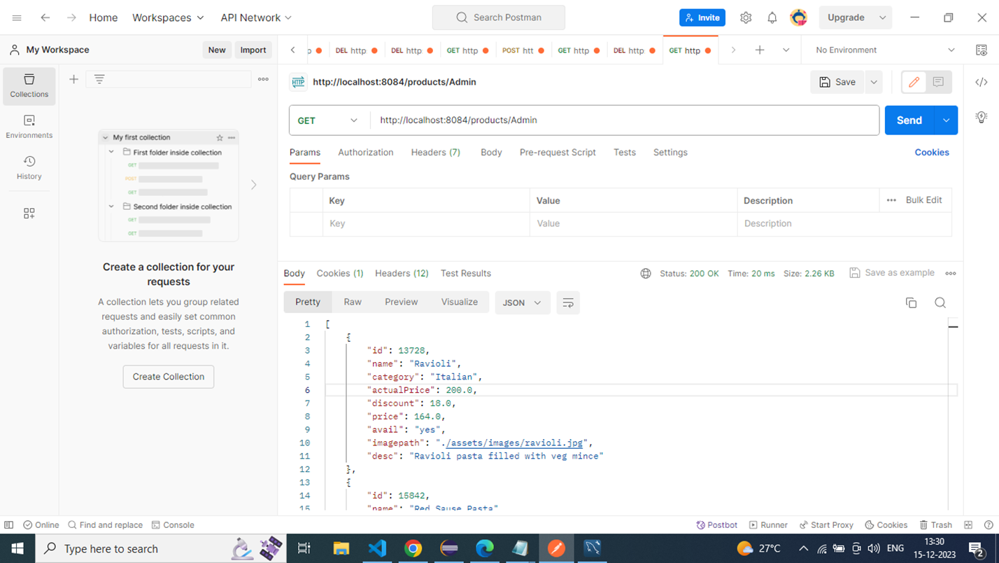 Home Workspaces API Network Search Postman Invite Upgrade
My Workspace New Import
p DEL http DEL http GET http POST htt GET http DEL http GET http No Environment
Collections
Environments
History
My first collection
First folder inside collection
GET
POST
GET
Second folder inside collection
GET
GET
Create a collection for your
requests
A collection lets you group related
requests and easily set common
authorization, tests, scripts, and
variables for all requests in it.
Create Collection
HTTP http://localhost:8084/products/Admin Save
GET http://localhost:8084/products/Admin Send
Params Authorization Headers (7) Body Pre-request Script Tests Settings Cookies
Query Params
Key Value Description Bulk Edit
Key Value Description
Body Cookies (1) Headers (12) Test Results Status: 200 OK Time: 20 ms Size: 2.26 KB Save as example
Pretty Raw Preview Visualize JSON
1 [
2 {
3 "id": 13728,
4 "name": "Ravioli",
5 "category": "Italian",
6 "actualPrice": 200.0,
7 "discount": 18.0,
8 "price": 164.0,
9 "avail": "yes",
10 "imagepath": "./assets/images/ravioli.jpg",
11 "desc": "Ravioli pasta filled with veg mince"
12 },
13 {
14 "id": 15842,
15 "name": "Red Sause Pasta"
Online Find and replace Console Postbot Runner Start Proxy Cookies Trash
Type here to search 27°C ENG 13:30
15-12-2023 2